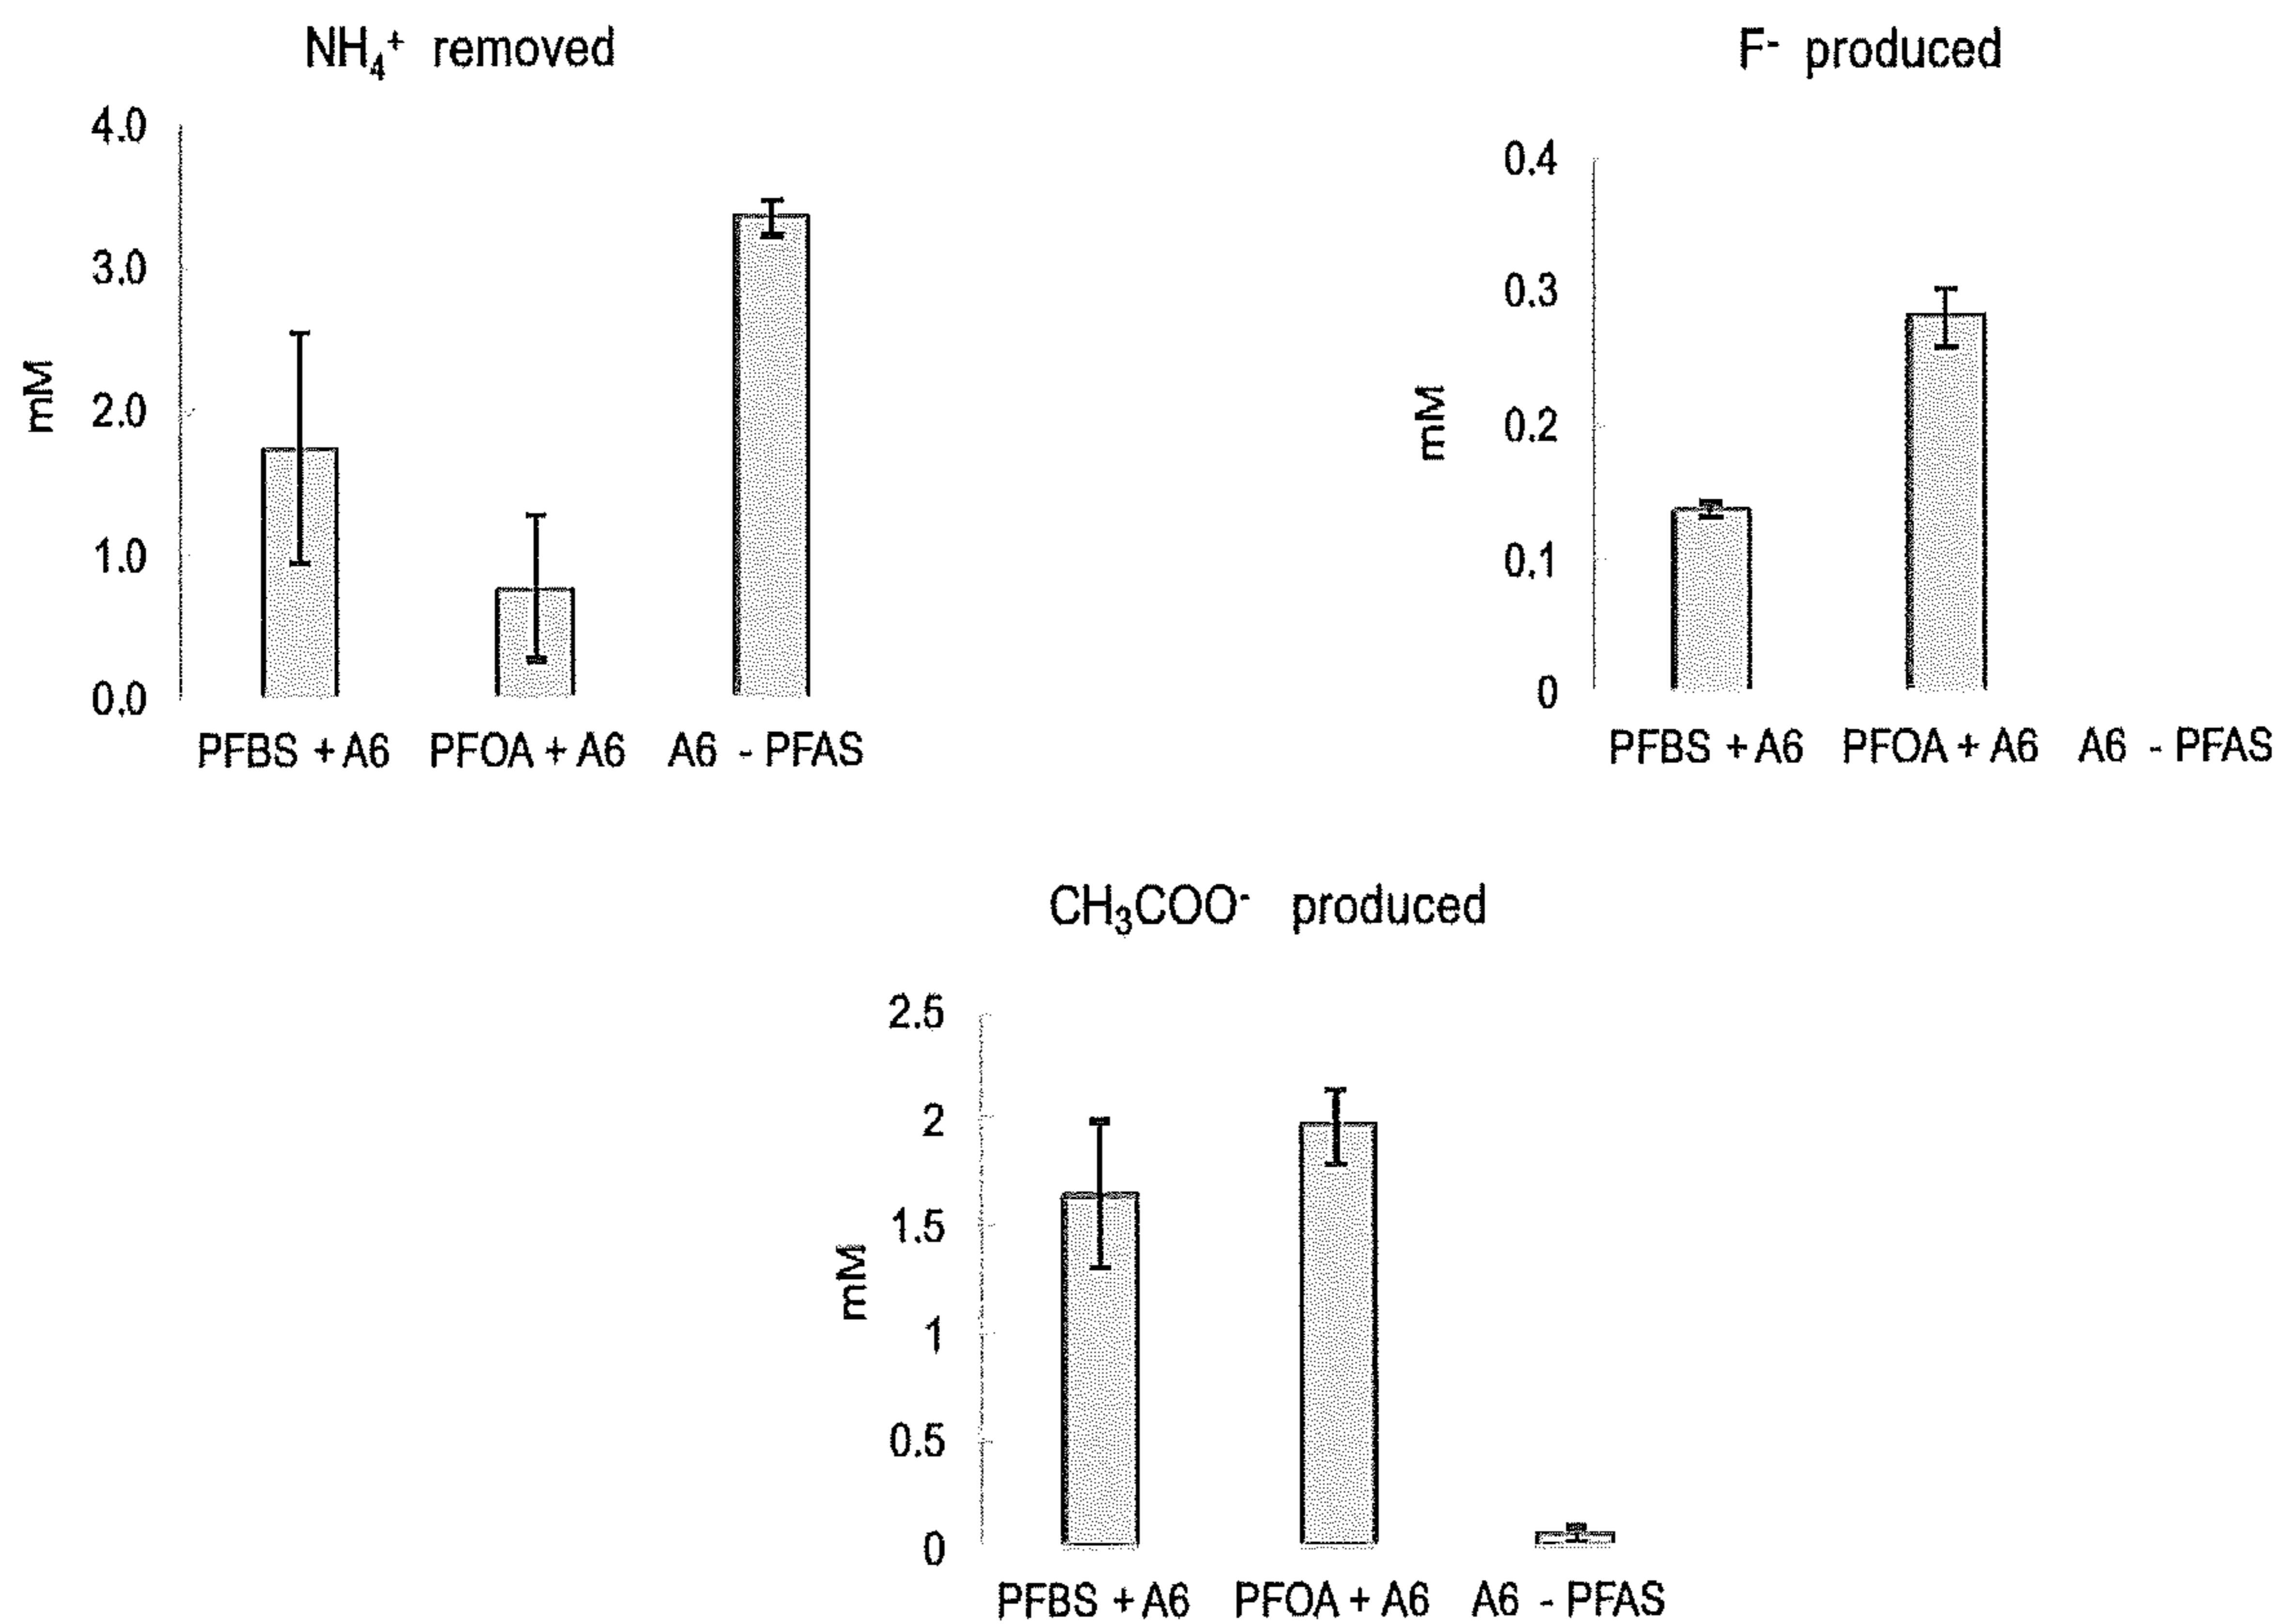 NH₄⁺ removed
4.0
3.0
2.0
1.0
0.0
mM
PFBS + A6 PFOA + A6 A6 - PFAS
F⁻ produced
0.4
0.3
0.2
0.1
0
mM
PFBS + A6 PFOA + A6 A6 - PFAS
CH₃COO⁻ produced
2.5
2
1.5
1
0.5
0
mM
PFBS + A6 PFOA + A6 A6 - PFAS